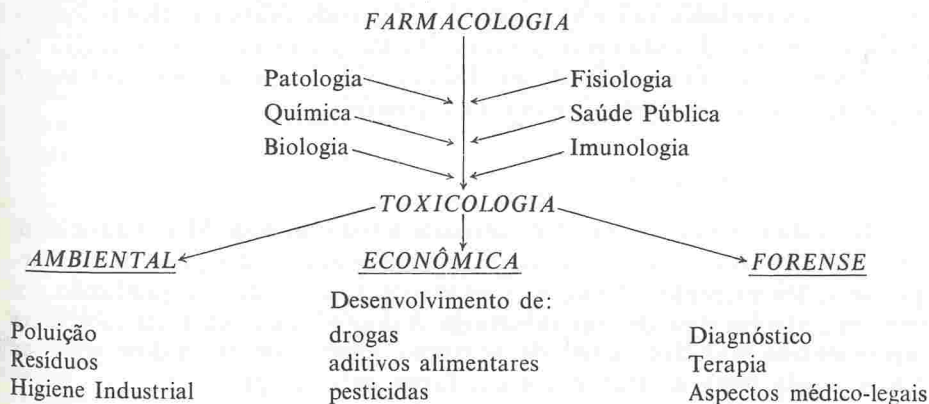 FARMACOLOGIA
Patologia Fisiologia
Química Saúde Pública
Biologia Imunologia
TOXICOLOGIA
AMBIENTAL ECONÔMICA FORENSE
Desenvolvimento de:
Poluição drogas Diagnóstico
Resíduos aditivos alimentares Terapia
Higiene Industrial pesticidas Aspectos médico-legais